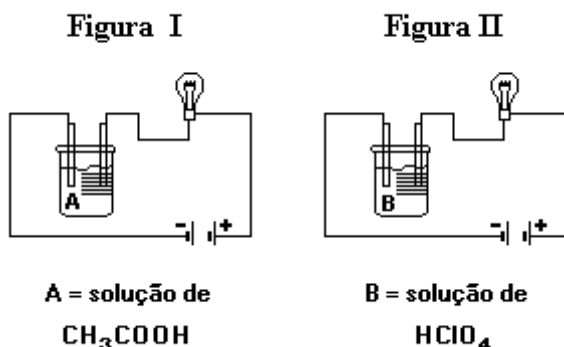 Figura I
Figura II
A
- +
B
- +
A = solução de
CH₃COOH
B = solução de
HClO₄